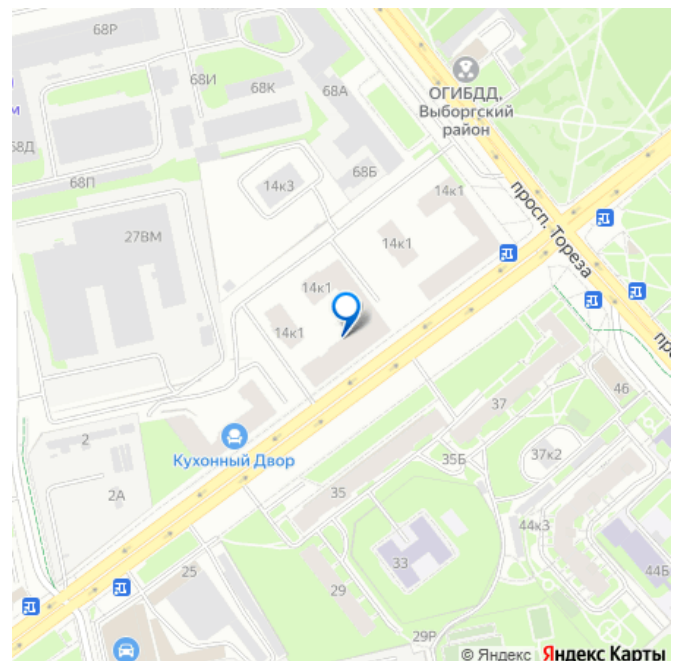 68Р
68И
68К
68А
м
68Д
68П
68Б
ОГИБДД,
Выборгский
район
14к3
14к1
просп. Тореза
27ВМ
14к1
14к1
14к1
про
46
37
2
Кухонный Двор
37к2
35Б
35
2А
44к3
33
25
29
44Б
29Р
© Яндекс Яндекс Карты